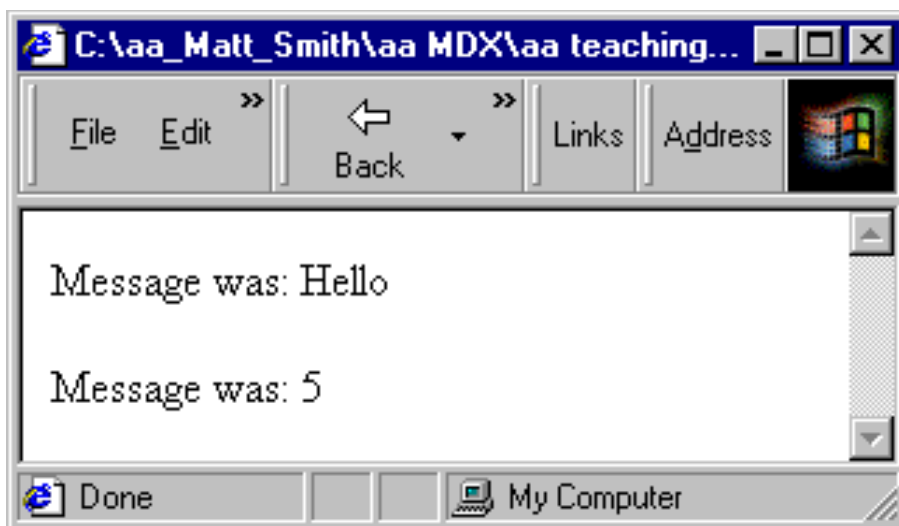 C:\aa_Matt_Smith\aa MDX\aa teaching...
File Edit » Back » Links Address
Message was: Hello
Message was: 5
Done My Computer